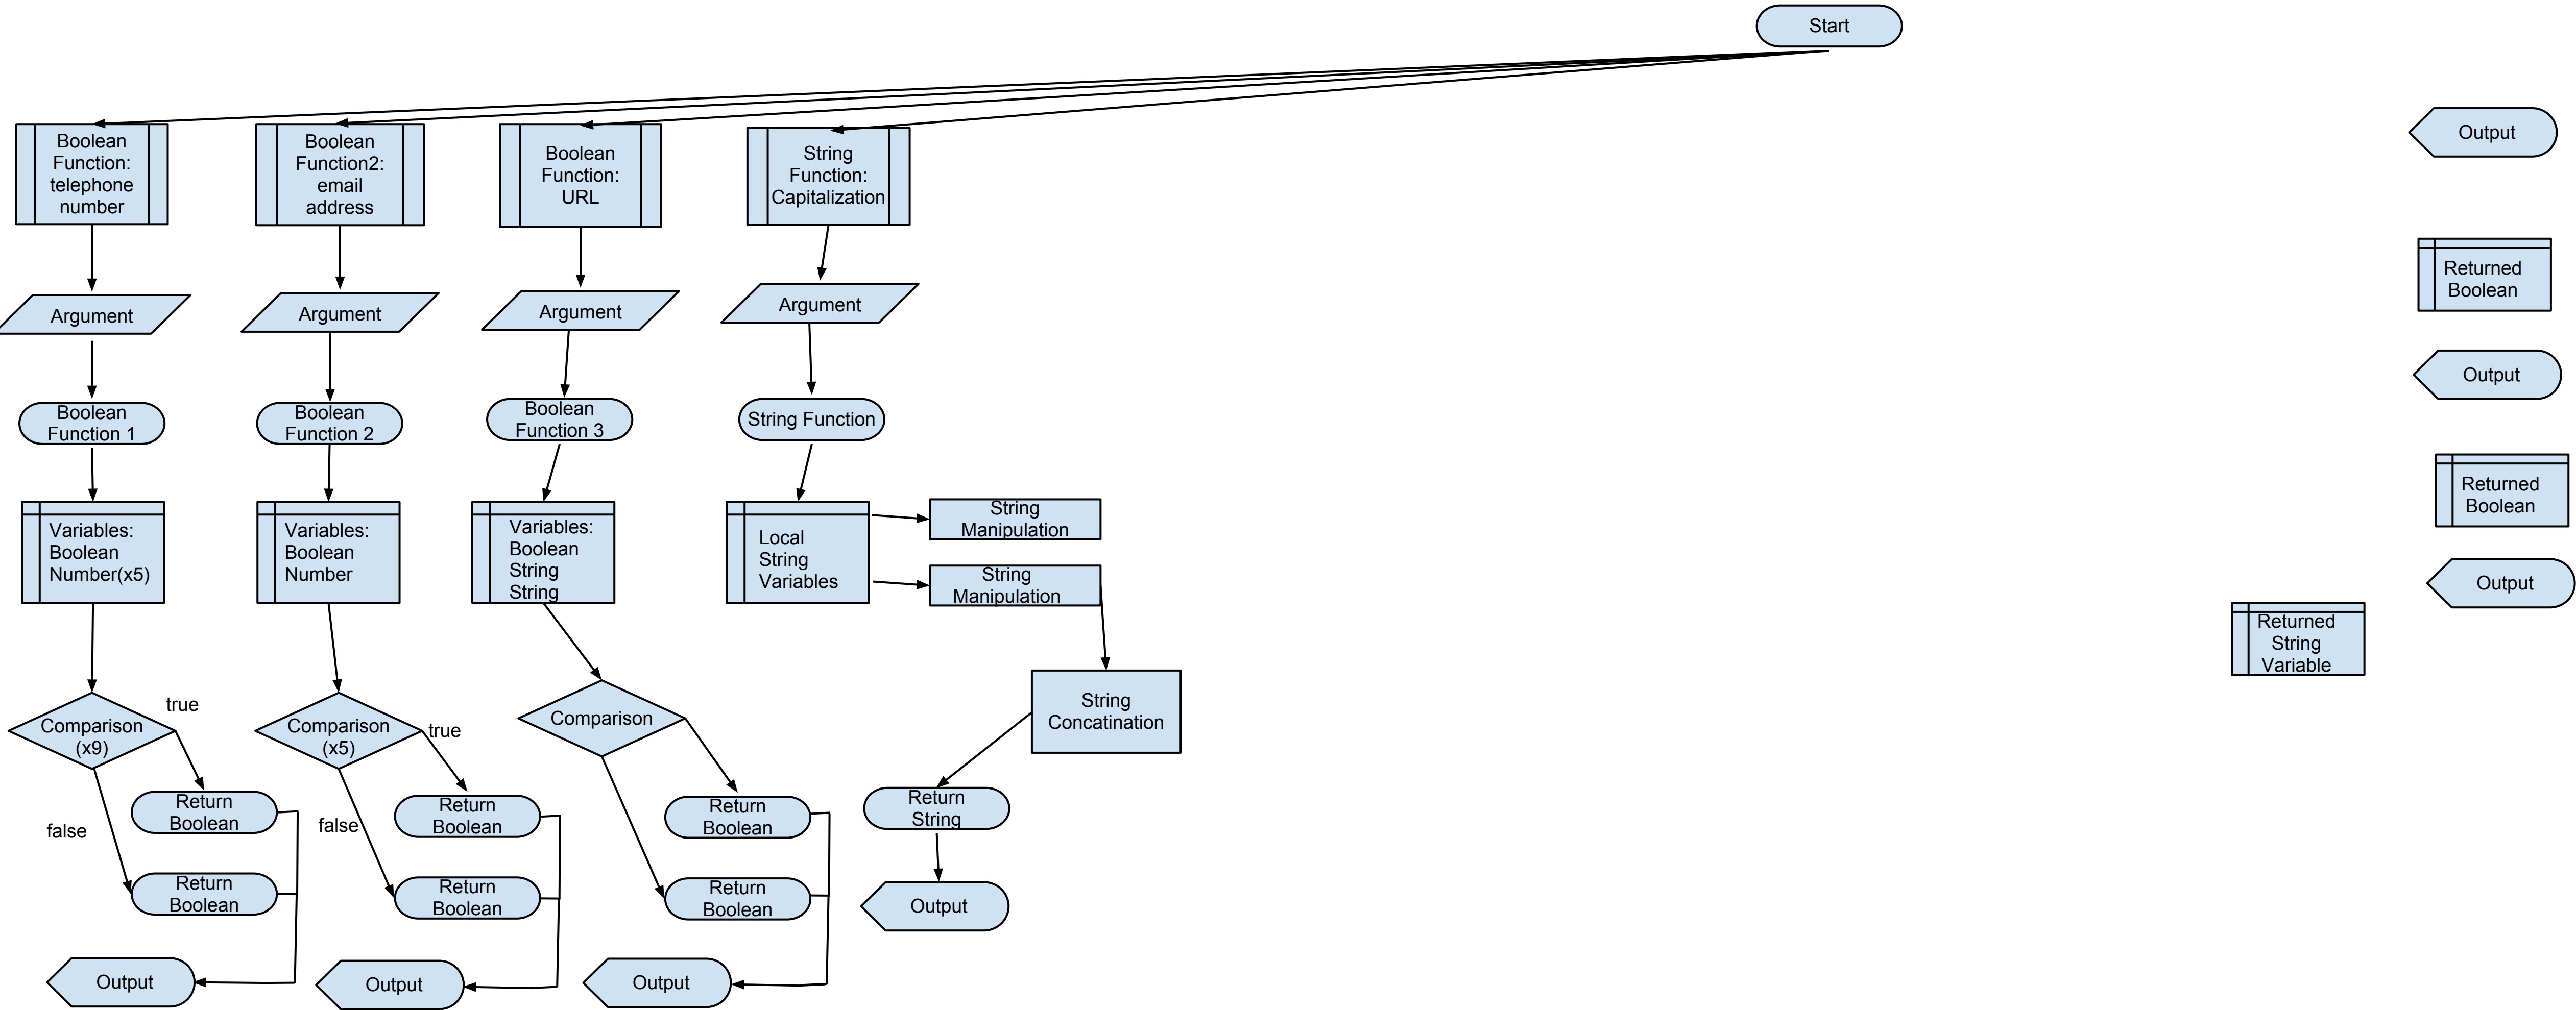 Start
Boolean
Function:
telephone
number
Boolean
Function2:
email
address
Boolean
Function:
URL
String
Function:
Capitalization
Output
Returned
Boolean
Argument
Argument
Argument
Argument
Output
Boolean
Function 1
Boolean
Function 2
Boolean
Function 3
String Function
Returned
Boolean
Variables:
Boolean
Number(x5)
Variables:
Boolean
Number
Variables:
Boolean
String
String
Local
String
Variables
String
Manipulation
String
Manipulation
Output
Returned
String
Variable
Comparison
(x9)
true
false
Comparison
(x5)
true
false
Comparison
String
Concatination
Return
Boolean
Return
Boolean
Return
Boolean
Return
String
Return
Boolean
Return
Boolean
Return
Boolean
Output
Output
Output
Output